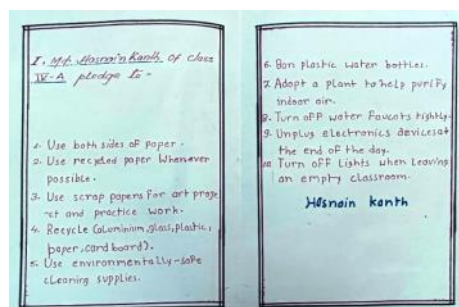 I, Md. Hasnain Kanth of class
IV-A pledge to -
1. Use both sides of paper.
2. Use recycled paper whenever
possible.
3. Use scrap papers for art proje
-ct and practice work.
4. Recycle (aluminium, glass, plastic,
paper, card board).
5. Use environmentally-safe
cleaning supplies.
6. Ban plastic water bottles.
7. Adopt a plant to help purify
indoor air.
8. Turn off water faucets tightly.
9. Unplug electronics devices at
the end of the day.
10. Turn off Lights when leaving
an empty classroom.
Hasnain kanth